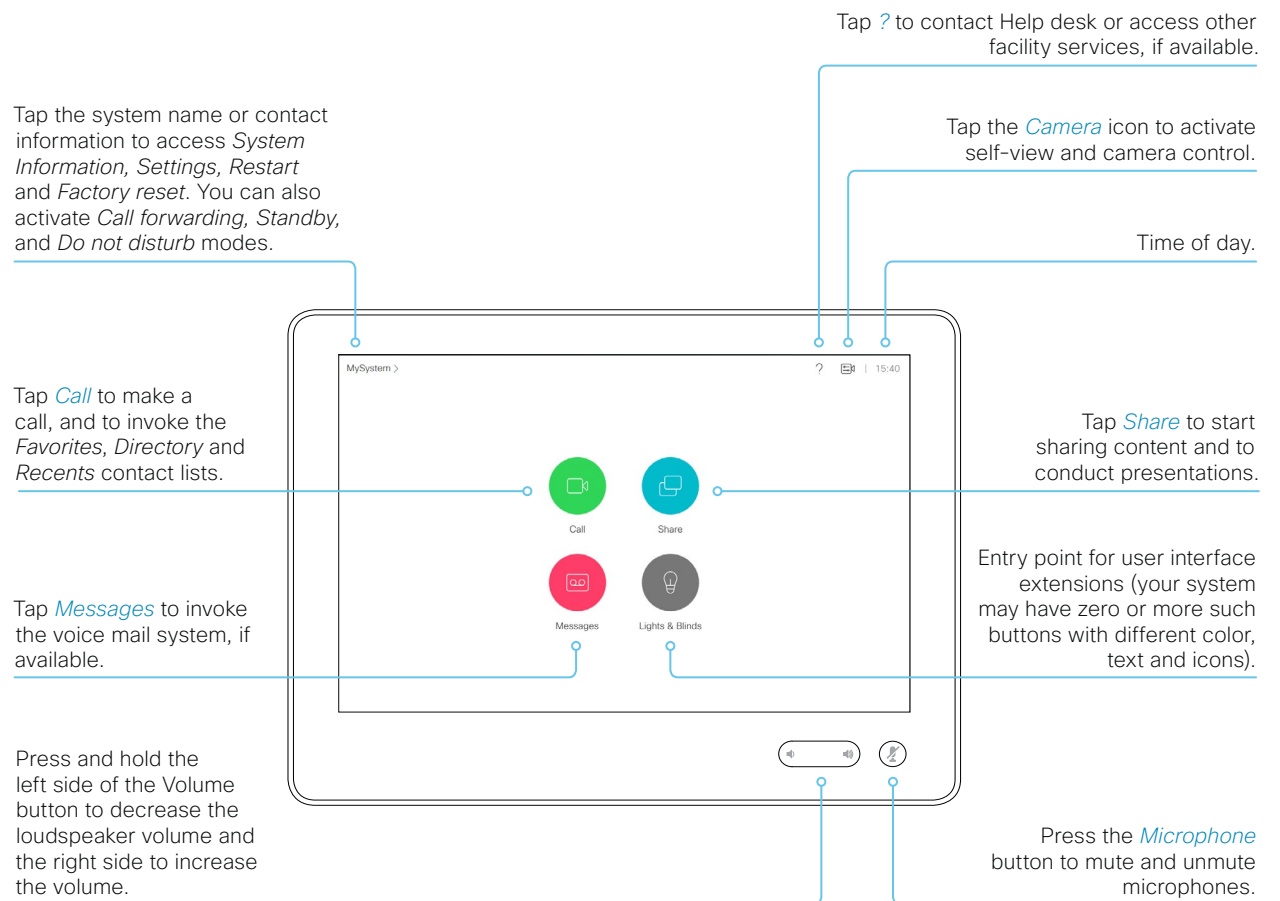 Tap ? to contact Help desk or access other
facility services, if available.
Tap the system name or contact
information to access System
Information, Settings, Restart
and Factory reset. You can also
activate Call forwarding, Standby,
and Do not disturb modes.
Tap the Camera icon to activate
self-view and camera control.
Time of day.
MySystem >
? | 15:40
Tap Call to make a
call, and to invoke the
Favorites, Directory and
Recents contact lists.
Tap Share to start
sharing content and to
conduct presentations.
Call
Share
Tap Messages to invoke
the voice mail system, if
available.
Messages
Lights & Blinds
Entry point for user interface
extensions (your system
may have zero or more such
buttons with different color,
text and icons).
Press and hold the
left side of the Volume
button to decrease the
loudspeaker volume and
the right side to increase
the volume.
Press the Microphone
button to mute and unmute
microphones.